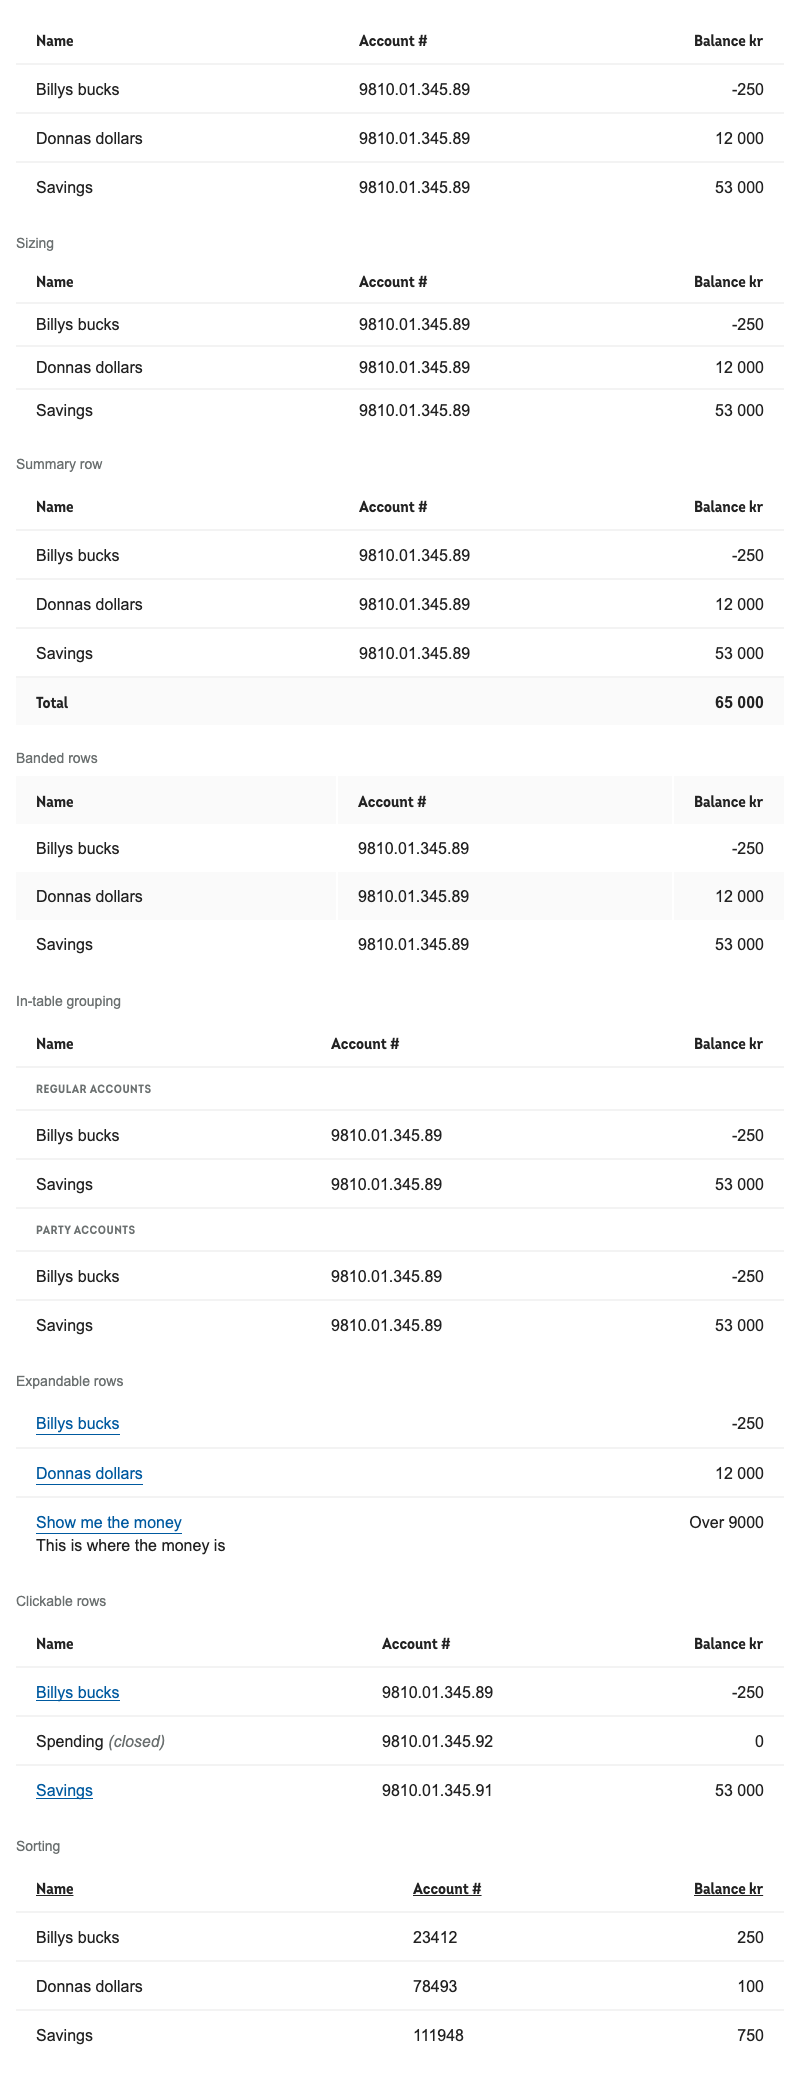 Name Account # Balance kr
Billys bucks 9810.01.345.89 -250
Donnas dollars 9810.01.345.89 12 000
Savings 9810.01.345.89 53 000
Sizing
Name Account # Balance kr
Billys bucks 9810.01.345.89 -250
Donnas dollars 9810.01.345.89 12 000
Savings 9810.01.345.89 53 000
Summary row
Name Account # Balance kr
Billys bucks 9810.01.345.89 -250
Donnas dollars 9810.01.345.89 12 000
Savings 9810.01.345.89 53 000
Total 65 000
Banded rows
Name Account # Balance kr
Billys bucks 9810.01.345.89 -250
Donnas dollars 9810.01.345.89 12 000
Savings 9810.01.345.89 53 000
In-table grouping
Name Account # Balance kr
REGULAR ACCOUNTS
Billys bucks 9810.01.345.89 -250
Savings 9810.01.345.89 53 000
PARTY ACCOUNTS
Billys bucks 9810.01.345.89 -250
Savings 9810.01.345.89 53 000
Expandable rows
Billys bucks -250
Donnas dollars 12 000
Show me the money Over 9000
This is where the money is
Clickable rows
Name Account # Balance kr
Billys bucks 9810.01.345.89 -250
Spending (closed) 9810.01.345.92 0
Savings 9810.01.345.91 53 000
Sorting
Name Account # Balance kr
Billys bucks 23412 250
Donnas dollars 78493 100
Savings 111948 750